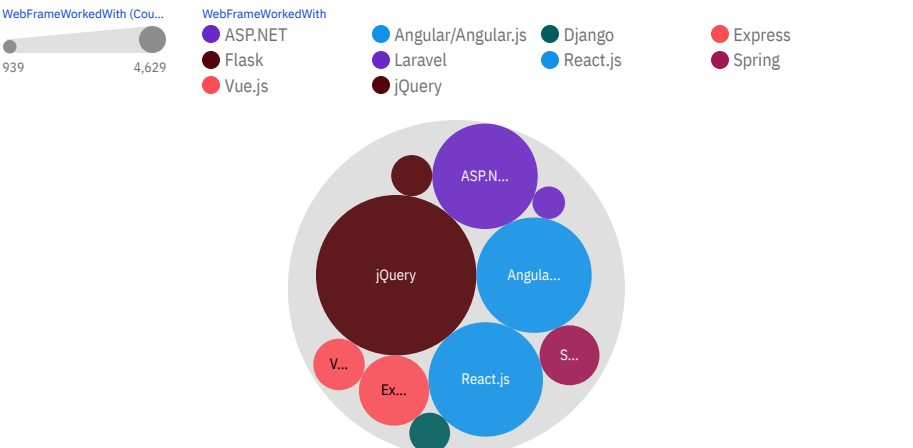 WebFrameWorkedWith (Cou...
939 4,629
WebFrameWorkedWith
ASP.NET Angular/Angular.js Django Express
Flask Laravel React.js Spring
Vue.js jQuery
ASP.N...
jQuery
Angula...
S...
V...
React.js
Ex...